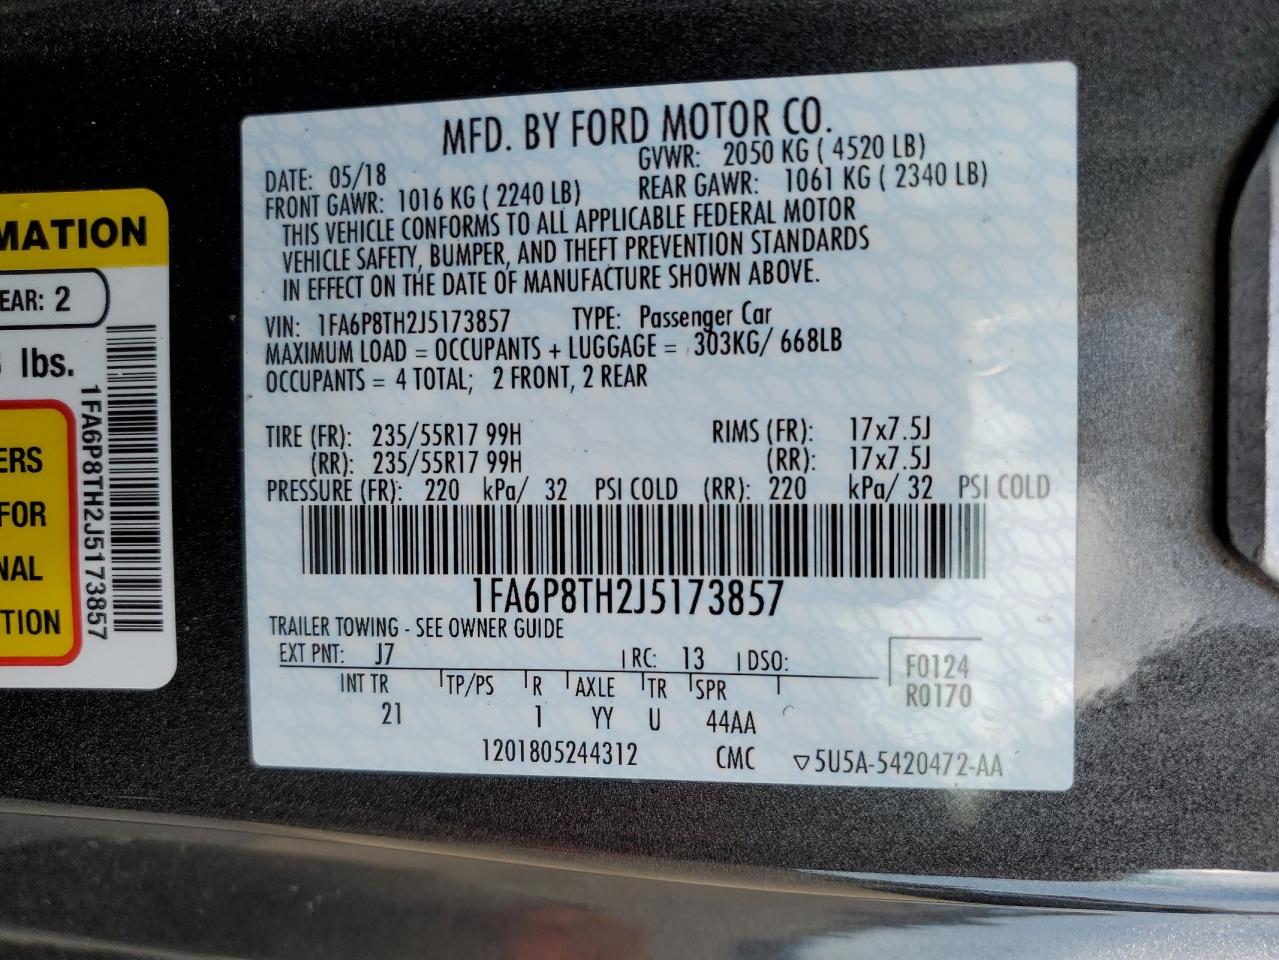 MFD. BY FORD MOTOR CO.
DATE: 05/18 GVWR: 2050 KG ( 4520 LB)
FRONT GAWR: 1016 KG ( 2240 LB) REAR GAWR: 1061 KG ( 2340 LB)
THIS VEHICLE CONFORMS TO ALL APPLICABLE FEDERAL MOTOR
VEHICLE SAFETY, BUMPER, AND THEFT PREVENTION STANDARDS
IN EFFECT ON THE DATE OF MANUFACTURE SHOWN ABOVE.
VIN: 1FA6P8TH2J5173857 TYPE: Passenger Car
MAXIMUM LOAD = OCCUPANTS + LUGGAGE = 303KG/ 668LB
OCCUPANTS = 4 TOTAL; 2 FRONT, 2 REAR
TIRE (FR): 235/55R17 99H RIMS (FR): 17x7.5J
(RR): 235/55R17 99H (RR): 17x7.5J
PRESSURE (FR): 220 kPa/ 32 PSI COLD (RR): 220 kPa/ 32 PSI COLD
1FA6P8TH2J5173857
TRAILER TOWING - SEE OWNER GUIDE
EXT PNT: J7 RC: 13 DSO: F0124
R0170
INT TR TP/PS R AXLE TR SPR
21 1 YY U 44AA
1201805244312 CMC ▽5U5A-5420472-AA
MATION
EAR: 2
lbs.
ERS
FOR
NAL
TION
1FA6P8TH2J5173857